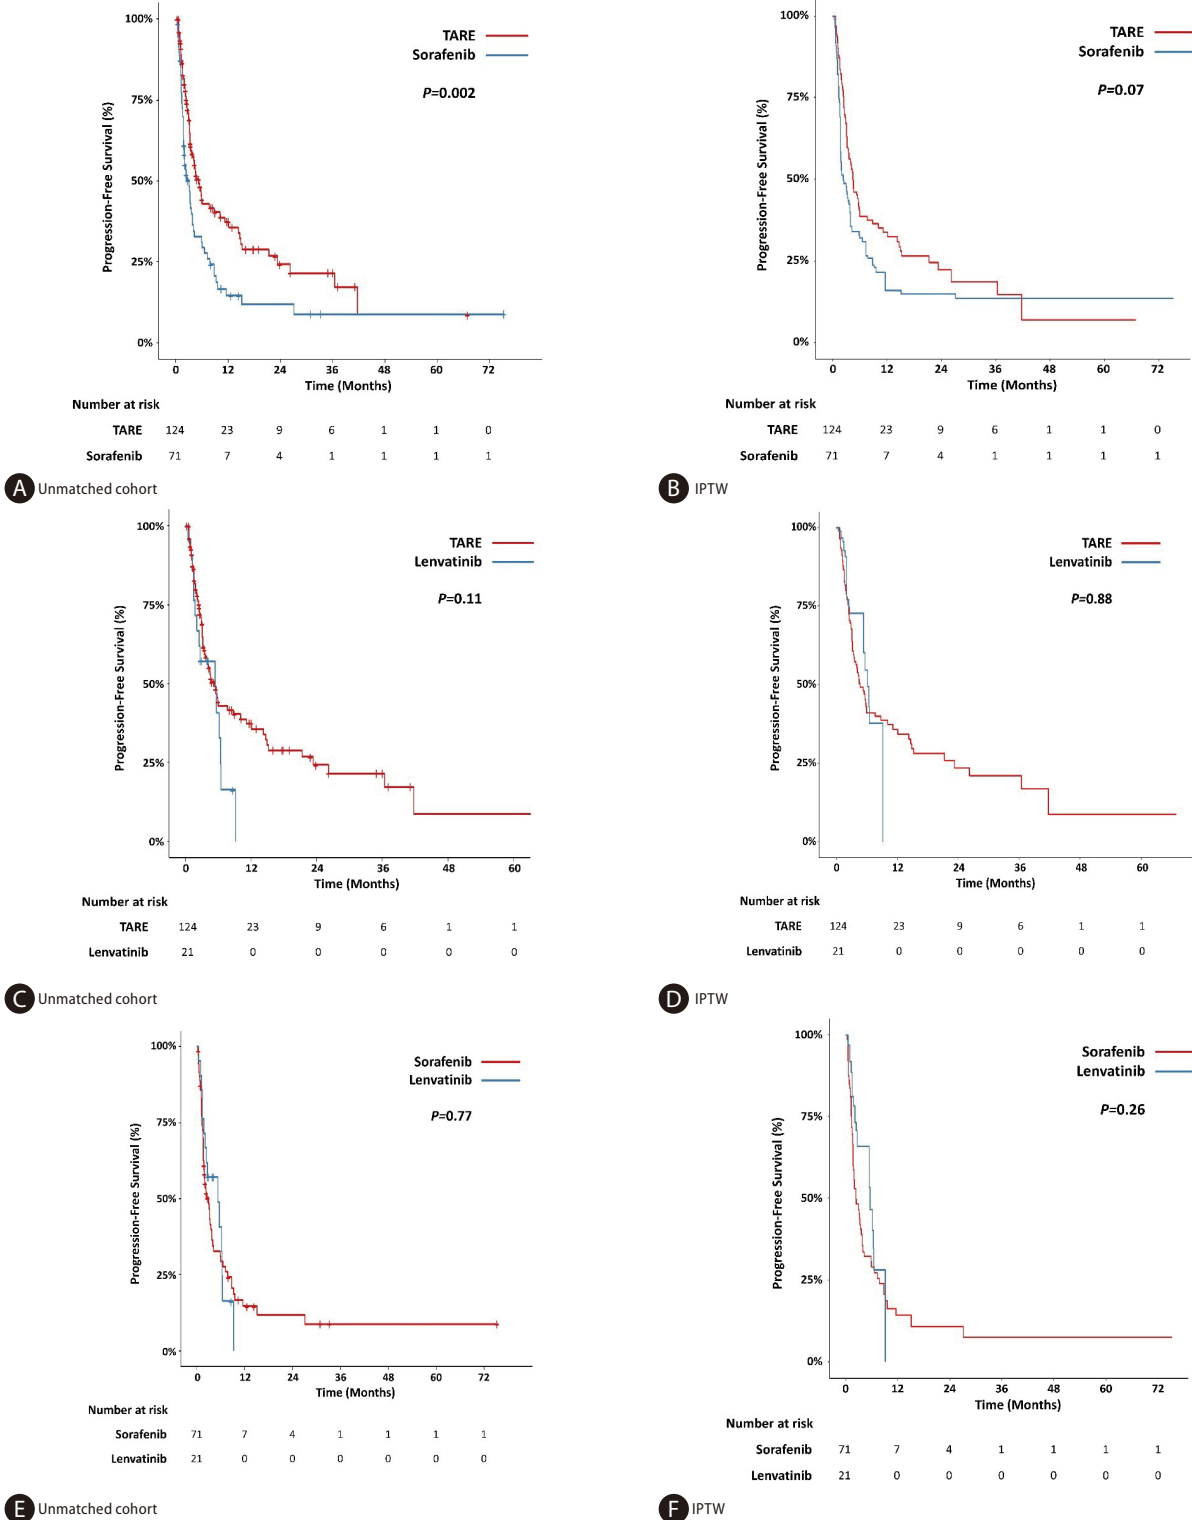 100%
75%
50%
25%
0%
Progression-Free Survival (%)
TARE
Sorafenib
P=0.002
0 12 24 36 48 60 72
Time (Months)
Number at risk
TARE 124 23 9 6 1 1 0
Sorafenib 71 7 4 1 1 1 1
A Unmatched cohort
100%
75%
50%
25%
0%
Progression-Free Survival (%)
TARE
Sorafenib
P=0.07
0 12 24 36 48 60 72
Time (Months)
Number at risk
TARE 124 23 9 6 1 1 0
Sorafenib 71 7 4 1 1 1 1
B IPTW
100%
75%
50%
25%
0%
Progression-Free Survival (%)
TARE
Lenvatinib
P=0.11
0 12 24 36 48 60
Time (Months)
Number at risk
TARE 124 23 9 6 1 1
Lenvatinib 21 0 0 0 0 0
C Unmatched cohort
100%
75%
50%
25%
0%
Progression-Free Survival (%)
TARE
Lenvatinib
P=0.88
0 12 24 36 48 60
Time (Months)
Number at risk
TARE 124 23 9 6 1 1
Lenvatinib 21 0 0 0 0 0
D IPTW
100%
75%
50%
25%
0%
Progression-Free Survival (%)
Sorafenib
Lenvatinib
P=0.77
0 12 24 36 48 60 72
Time (Months)
Number at risk
Sorafenib 71 7 4 1 1 1 1
Lenvatinib 21 0 0 0 0 0 0
E Unmatched cohort
100%
75%
50%
25%
0%
Progression-Free Survival (%)
Sorafenib
Lenvatinib
P=0.26
0 12 24 36 48 60 72
Time (Months)
Number at risk
Sorafenib 71 7 4 1 1 1 1
Lenvatinib 21 0 0 0 0 0 0
F IPTW